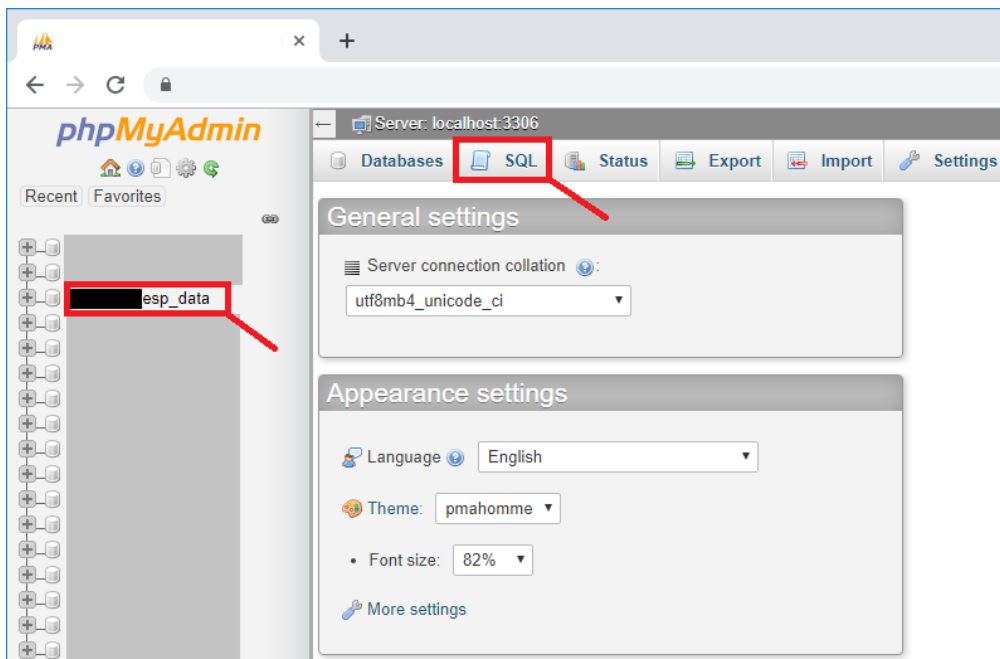 PMA
phpMyAdmin
Recent Favorites
esp_data
Server: localhost:3306
Databases SQL Status Export Import Settings
General settings
Server connection collation :
utf8mb4_unicode_ci
Appearance settings
Language English
Theme: pmahomme
• Font size: 82%
More settings